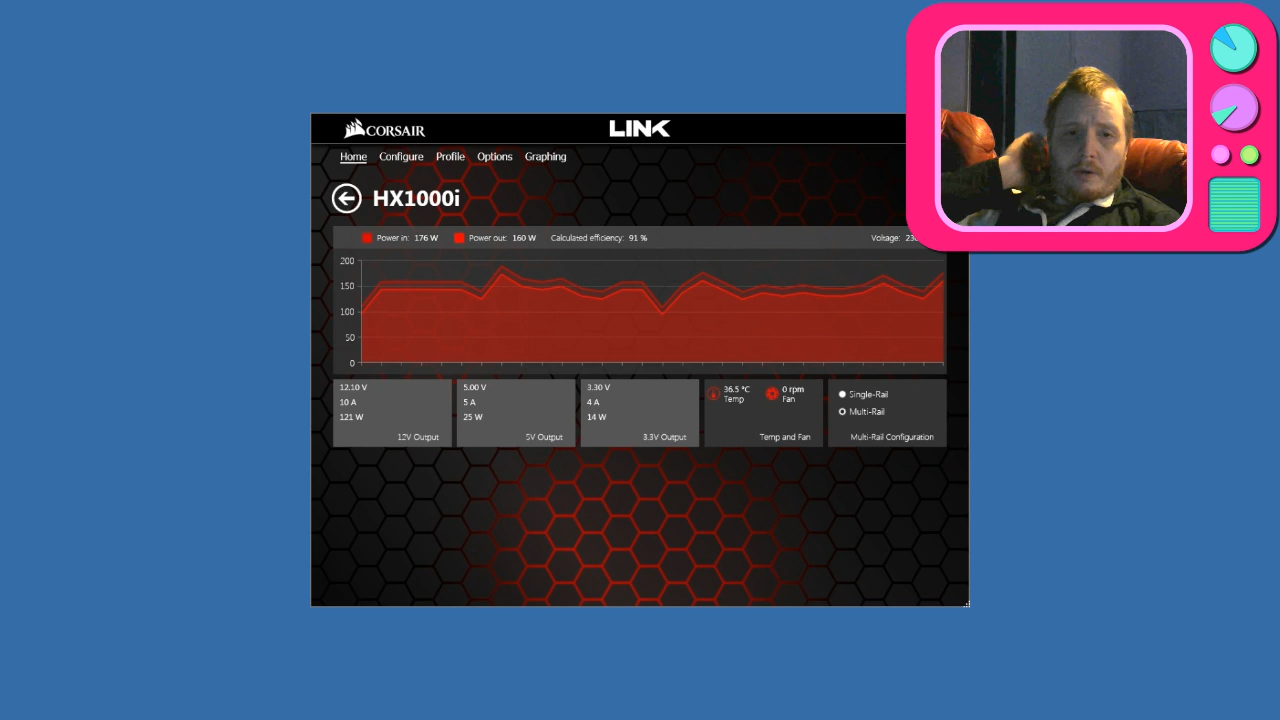 CORSAIR
LINK
Home Configure Profile Options Graphing
HX1000i
Power in: 176 W Power out: 160 W Calculated efficiency: 91 % Voltage:
200
150
100
50
0
12.10 V
10 A
121 W
12V Output
5.00 V
5 A
25 W
5V Output
3.30 V
4 A
14 W
3.3V Output
36.5 °C
Temp
0 rpm
Fan
Temp and Fan
Single-Rail
Multi-Rail
Multi-Rail Configuration